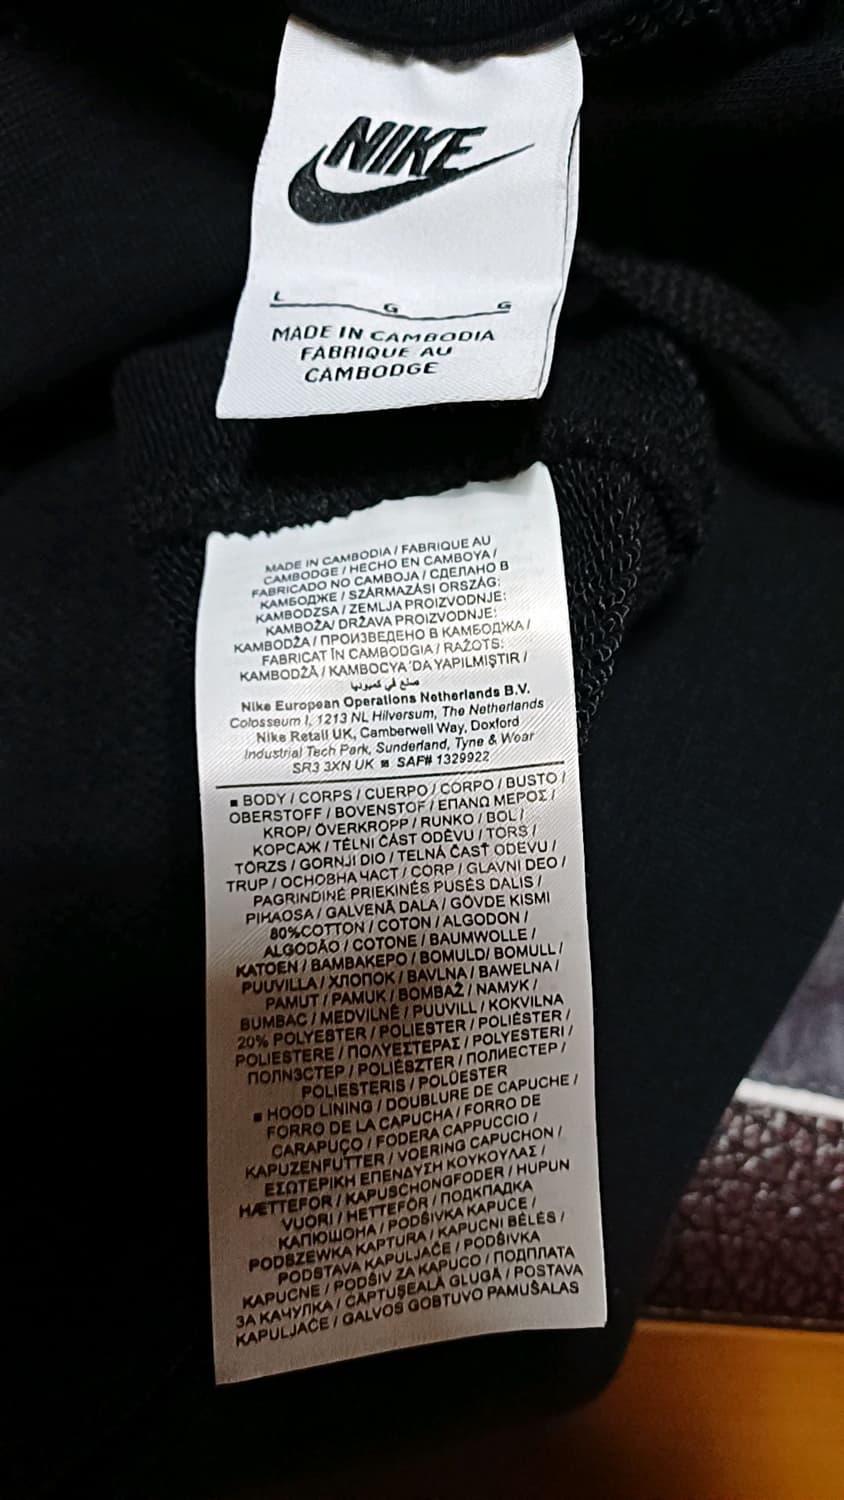 NIKE
L G G
MADE IN CAMBODIA
FABRIQUE AU
CAMBODGE
MADE IN CAMBODIA / FABRIQUE AU
CAMBODGE / HECHO EN CAMBOYA /
FABRICADO NO CAMBOJA / СДЕЛАНО В
КАМБОДЖЕ / SZÁRMAZÁSI ORSZÁG:
KAMBODZSA / ZEMLJA PROIZVODNJE:
KAMBOŽA/ DRŽAVA PROIZVODNJE:
KAMBODŽA / ПРОИЗВЕДЕНО В КАМБОДЖА /
FABRICAT ÎN CAMBODGIA / RAŽOTS:
KAMBODŽĀ / KAMBOÇYA 'DA YAPILMIŞTIR /
صنع في كمبوديا
Nike European Operations Netherlands B.V.
Colosseum I, 1213 NL Hilversum, The Netherlands
Nike Retail UK, Camberwell Way, Doxford
Industrial Tech Park, Sunderland, Tyne & Wear
SR3 3XN UK ■ SAF# 1329922
■ BODY / CORPS / CUERPO / CORPO / BUSTO /
OBERSTOFF / BOVENSTOF / ΕΠΑΝΩ ΜΕΡΟΣ /
KROP/ ÖVERKROPP / RUNKO / BOL /
КОРСАЖ / TĚLNÍ ČÁST ODĚVU / TORS /
TÖRZS / GORNJI DIO / TELNÁ ČASŤ ODEVU /
TRUP / ОСНОВНА ЧАСТ / CORP / GLAVNI DEO /
PAGRINDINĖ PRIEKINĖS PUSĖS DALIS /
PIHAOSA / GALVENĀ DAĻA / GÖVDE KISMI
80%COTTON / COTON / ALGODON /
ALGODÃO / COTONE / BAUMWOLLE /
KATOEN / ΒΑΜΒΑΚΕΡΟ / BOMULD/ BOMULL /
PUUVILLA / ХЛОПОК / BAVLNA / BAWEŁNA /
PAMUT / PAMUK / BOMBAŽ / ПАМУК /
BUMBAC / MEDVILNĖ / PUUVILL / KOKVILNA
20% POLYESTER / POLIESTER / POLIÉSTER /
POLIESTERE / ΠΟΛΥΕΣΤΕΡΑΣ / POLYESTERI /
ПОЛИЭСТЕР / POLIÉSZTER / ПОЛИЕСТЕР /
POLIESTERIS / POLÜESTER
■ HOOD LINING / DOUBLURE DE CAPUCHE /
FORRO DE LA CAPUCHA / FORRO DE
CARAPUÇO / FODERA CAPPUCCIO /
KAPUZENFUTTER / VOERING CAPUCHON /
ΕΣΩΤΕΡΙΚΗ ΕΠΕΝΔΥΣΗ ΚΟΥΚΟΥΛΑΣ /
HÆTTEFOR / KAPUSCHONGFODER / HUPUN
VUORI / HETTEFÔR / ПОДКЛАДКА
КАПЮШОНА / PODŠÍVKA KAPUCE /
PODSZEWKA KAPTURA / KAPUCNI BÉLÉS /
PODSTAVA KAPULJAČE / PODŠÍVKA
KAPUCNE / PODŠIV ZA KAPUCO / ПОДПЛАТА
ЗА КАЧУЛКА / CĂPTUŞEALĂ GLUGĂ / POSTAVA
KAPULJAČE / GALVOS GOBTUVO PAMUŠALAS